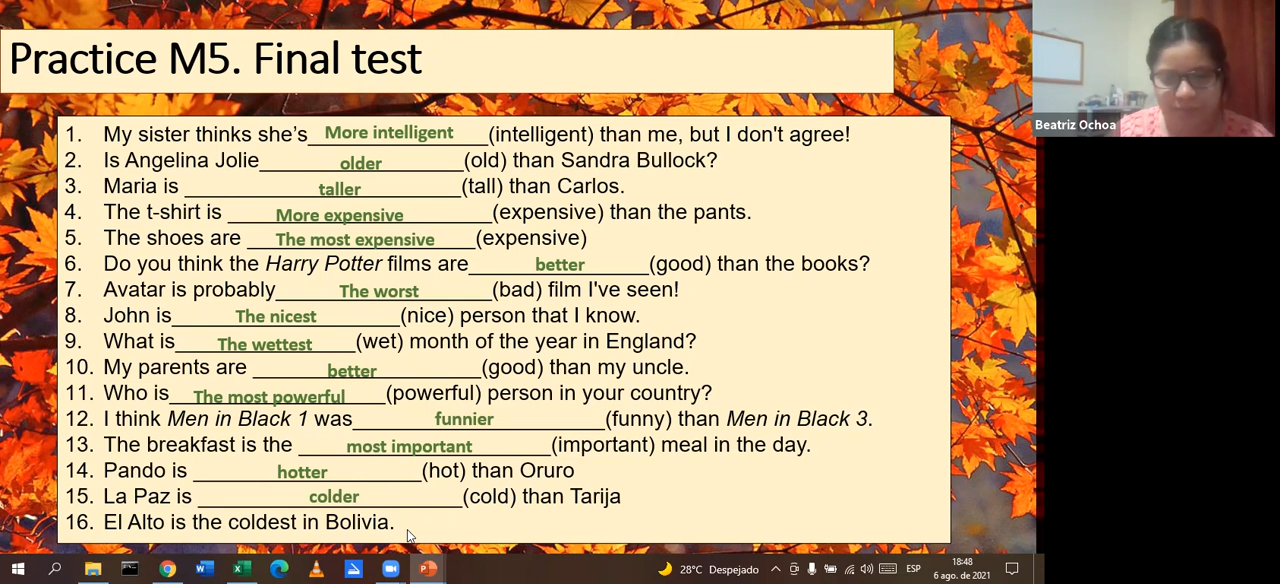 Practice M5. Final test
Beatriz Ochoa
1. My sister thinks she's More intelligent (intelligent) than me, but I don't agree!
2. Is Angelina Jolie older (old) than Sandra Bullock?
3. Maria is taller (tall) than Carlos.
4. The t-shirt is More expensive (expensive) than the pants.
5. The shoes are The most expensive (expensive)
6. Do you think the Harry Potter films are better (good) than the books?
7. Avatar is probably The worst (bad) film I've seen!
8. John is The nicest (nice) person that I know.
9. What is The wettest (wet) month of the year in England?
10. My parents are better (good) than my uncle.
11. Who is The most powerful (powerful) person in your country?
12. I think Men in Black 1 was funnier (funny) than Men in Black 3.
13. The breakfast is the most important (important) meal in the day.
14. Pando is hotter (hot) than Oruro
15. La Paz is colder (cold) than Tarija
16. El Alto is the coldest in Bolivia.
28°C Despejado ESP 18:48
6 ago. de 2021